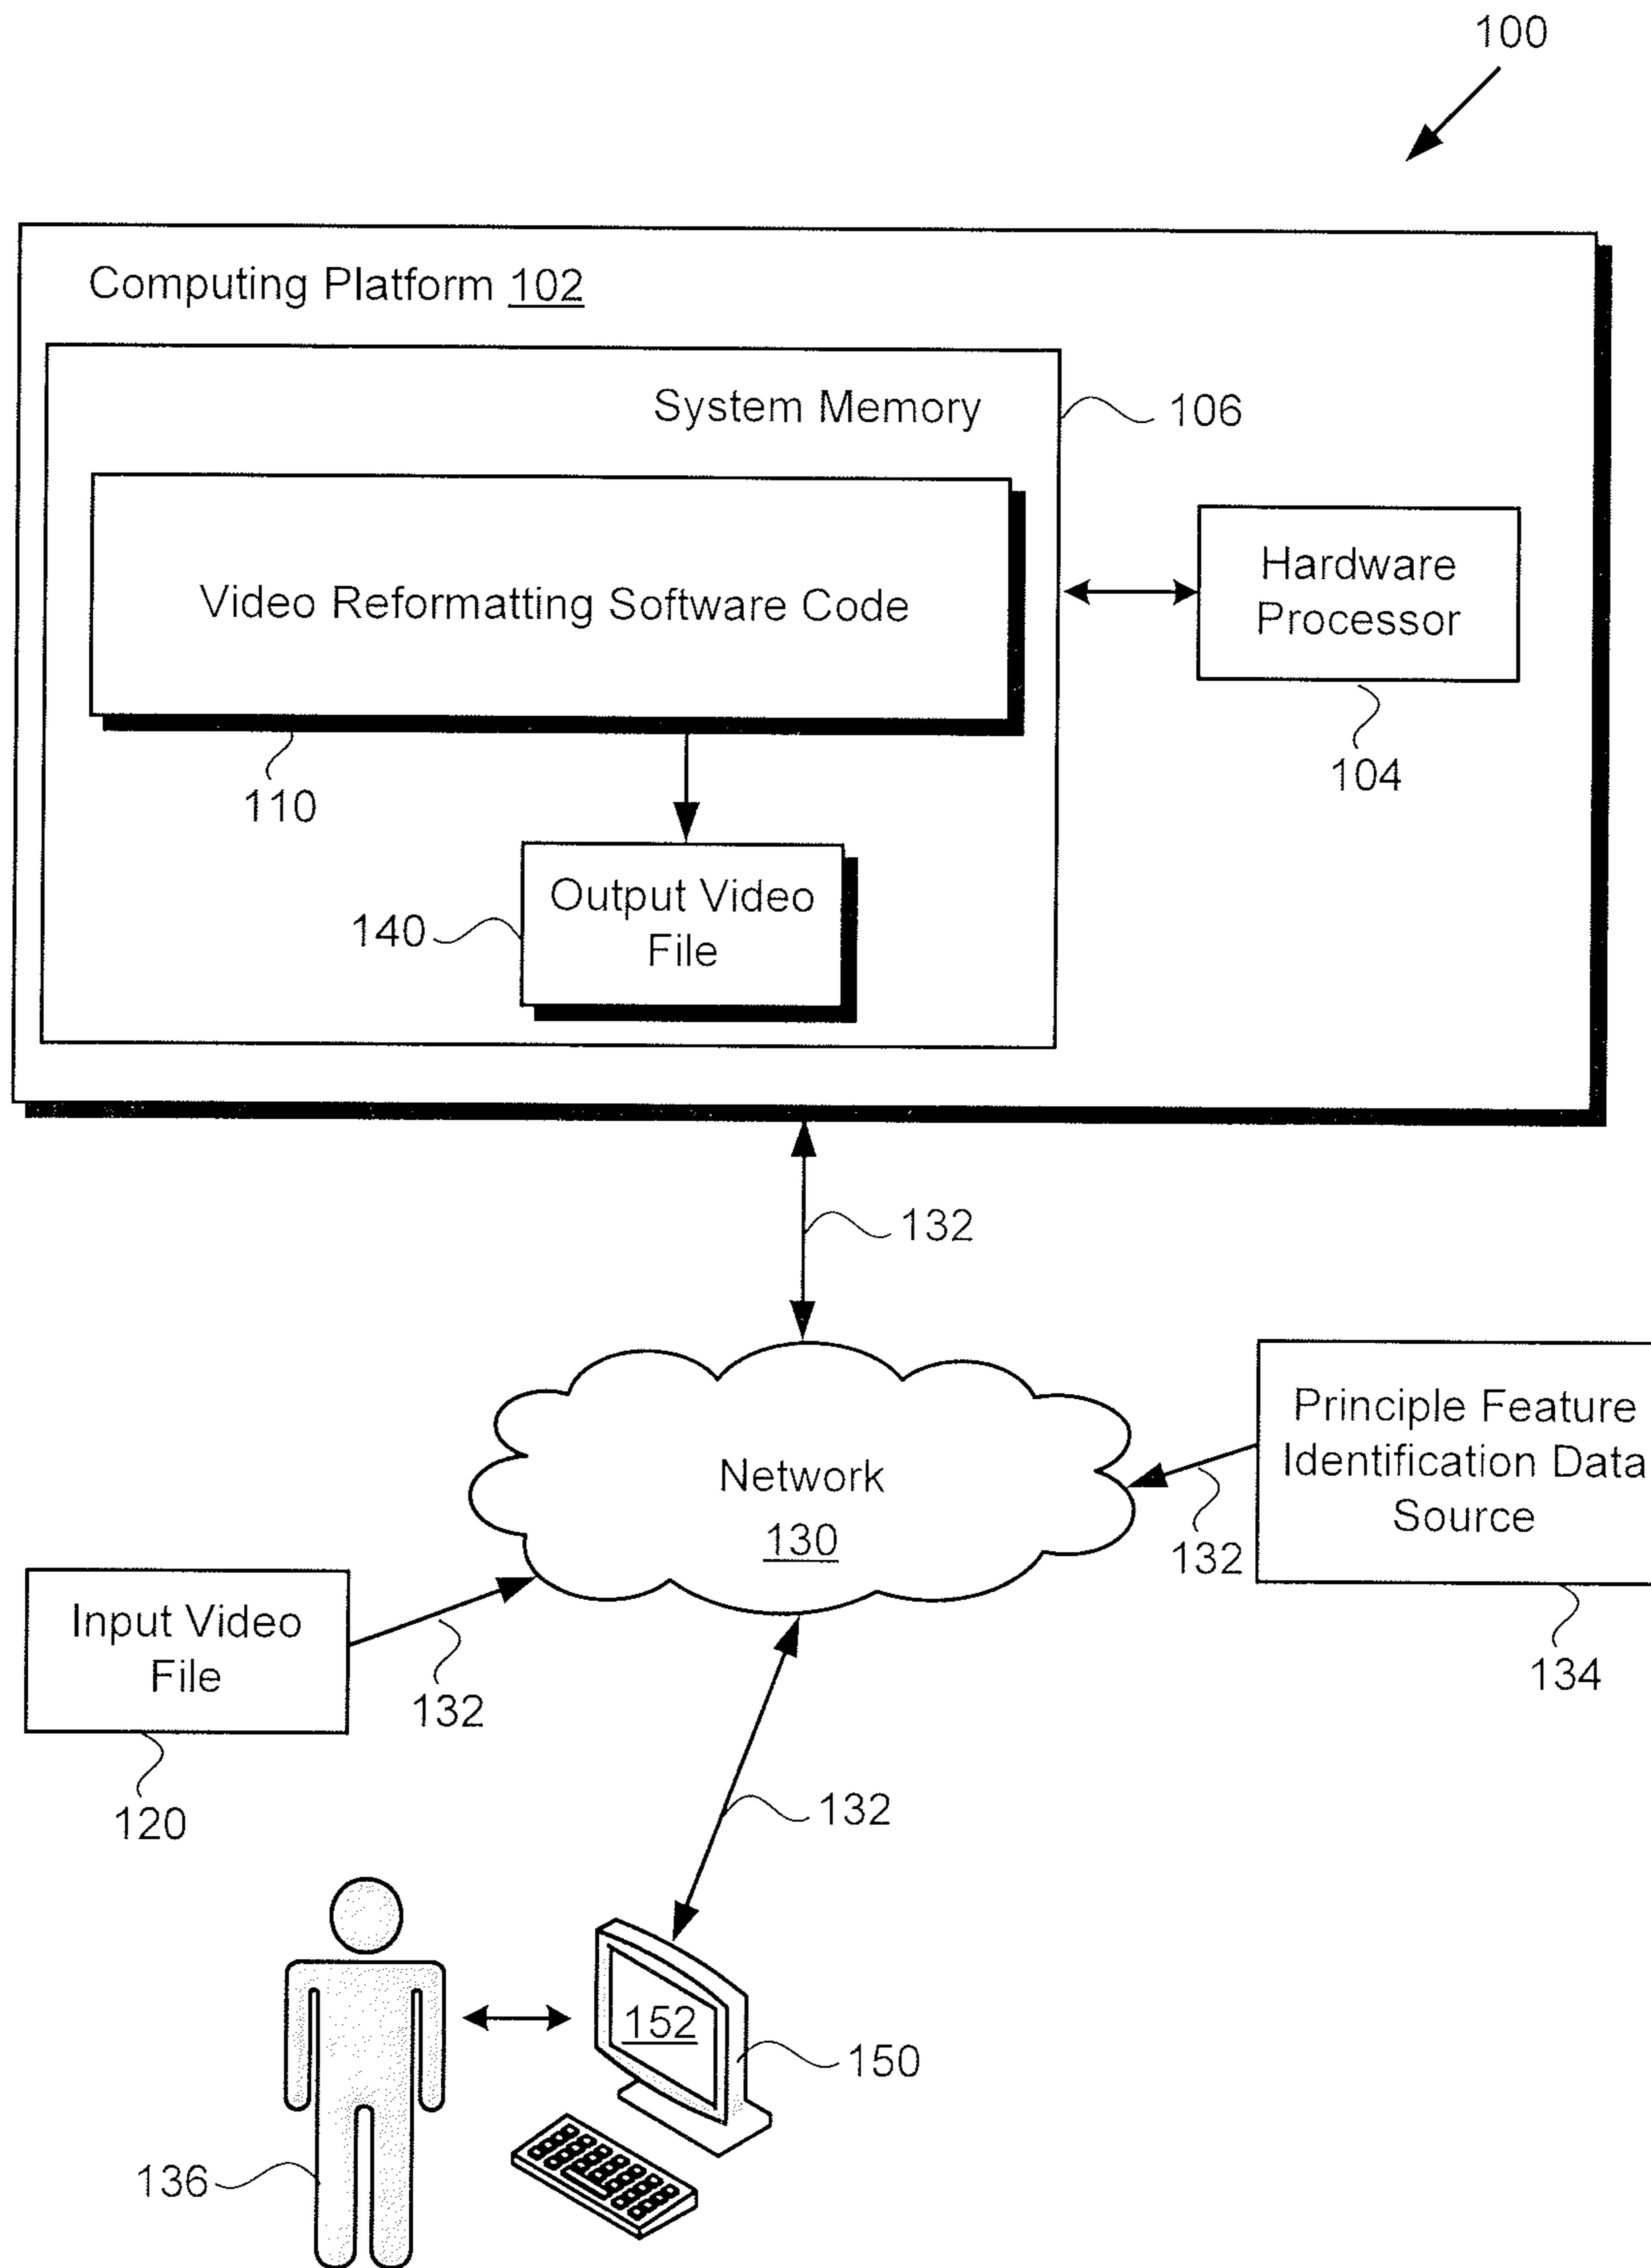 100
Computing Platform 102
System Memory
106
Video Reformatting Software Code
Hardware
Processor
104
110
Output Video
File
140
132
Principle Feature
Identification Data
Source
Network
130
132
134
Input Video
File
132
120
132
152
150
136